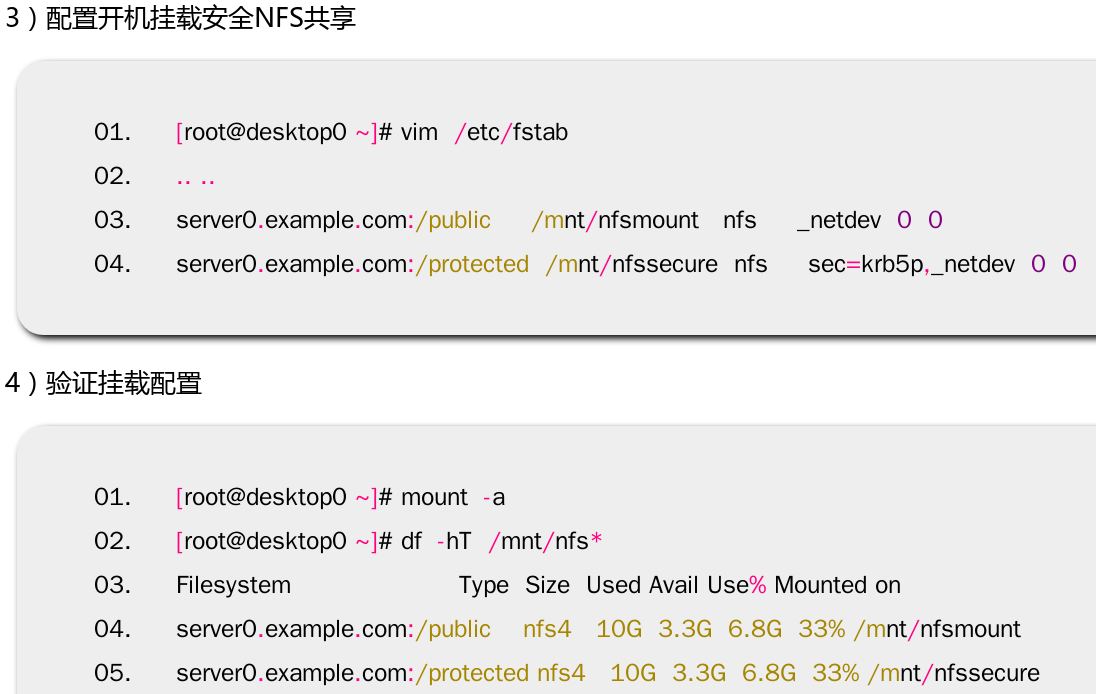 3）配置开机挂载安全NFS共享
01. [root@desktop0 ~]# vim /etc/fstab
02. .. ..
03. server0.example.com:/public /mnt/nfsmount nfs _netdev 0 0
04. server0.example.com:/protected /mnt/nfssecure nfs sec=krb5p,_netdev 0 0
4）验证挂载配置
01. [root@desktop0 ~]# mount -a
02. [root@desktop0 ~]# df -hT /mnt/nfs*
03. Filesystem Type Size Used Avail Use% Mounted on
04. server0.example.com:/public nfs4 10G 3.3G 6.8G 33% /mnt/nfsmount
05. server0.example.com:/protected nfs4 10G 3.3G 6.8G 33% /mnt/nfssecure